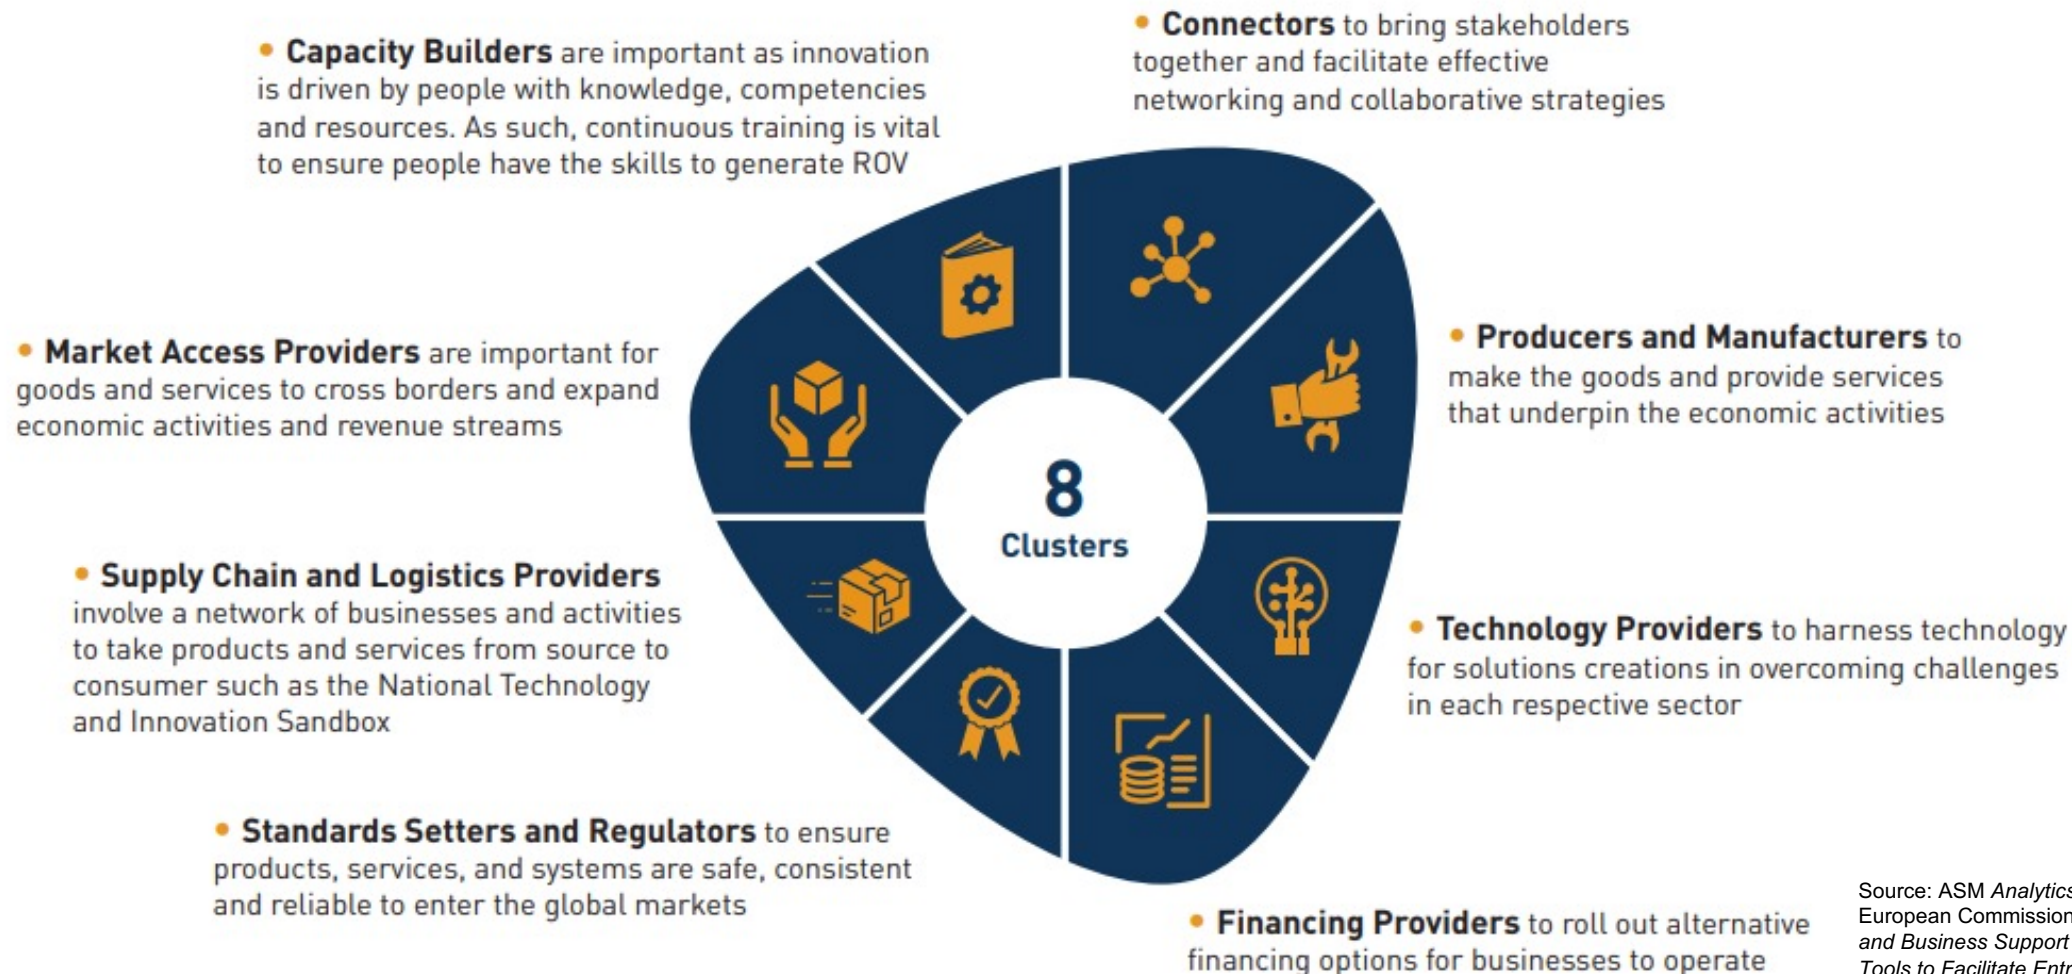 • Connectors to bring stakeholders
together and facilitate effective
networking and collaborative strategies
• Capacity Builders are important as innovation
is driven by people with knowledge, competencies
and resources. As such, continuous training is vital
to ensure people have the skills to generate ROV
• Producers and Manufacturers to
make the goods and provide services
that underpin the economic activities
• Market Access Providers are important for
goods and services to cross borders and expand
economic activities and revenue streams
8
Clusters
• Supply Chain and Logistics Providers
involve a network of businesses and activities
to take products and services from source to
consumer such as the National Technology
and Innovation Sandbox
• Technology Providers to harness technology
for solutions creations in overcoming challenges
in each respective sector
• Standards Setters and Regulators to ensure
products, services, and systems are safe, consistent
and reliable to enter the global markets
• Financing Providers to roll out alternative
financing options for businesses to operate
Source: ASM Analytics
European Commission
and Business Support
Tools to Facilitate